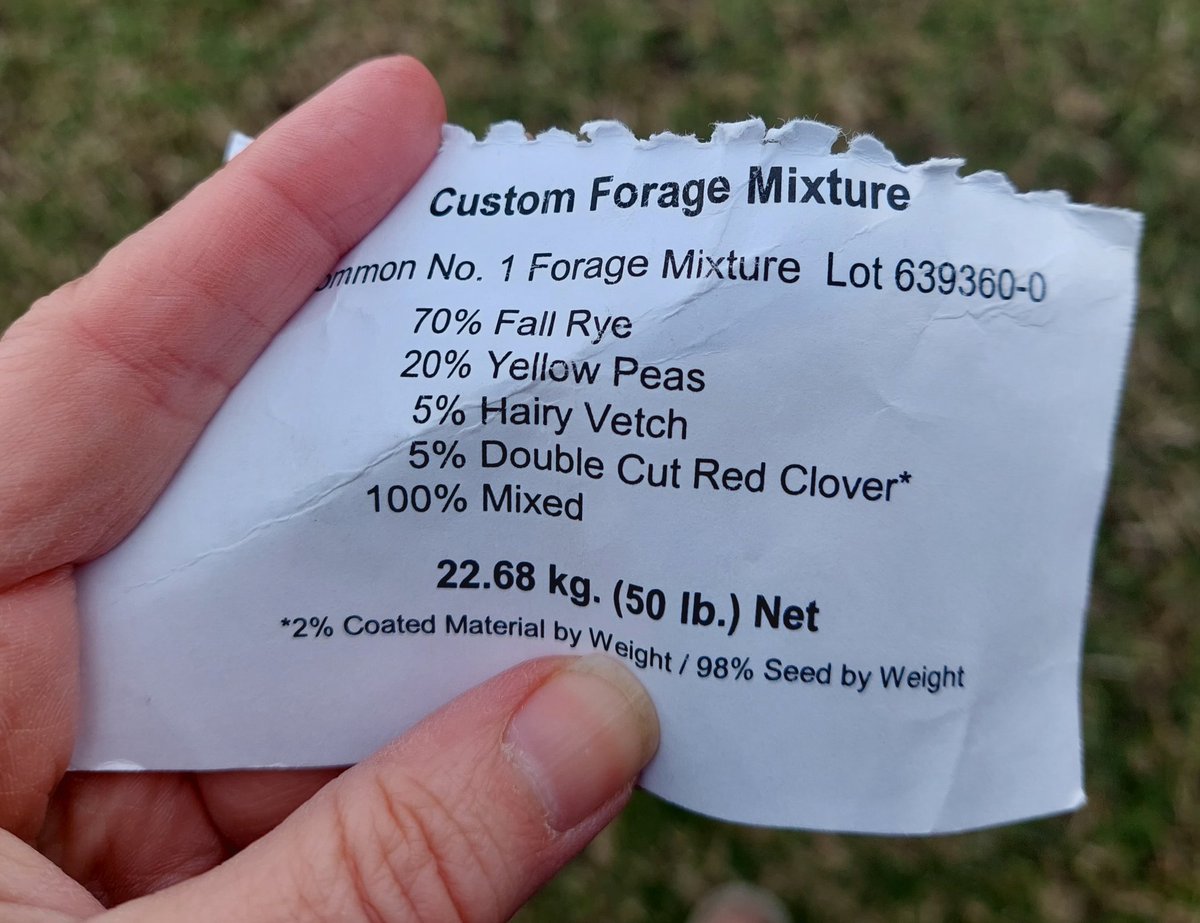 Custom Forage Mixture
ommon No. 1 Forage Mixture Lot 639360-0
70% Fall Rye
20% Yellow Peas
5% Hairy Vetch
5% Double Cut Red Clover*
100% Mixed
22.68 kg. (50 lb.) Net
*2% Coated Material by Weight / 98% Seed by Weight